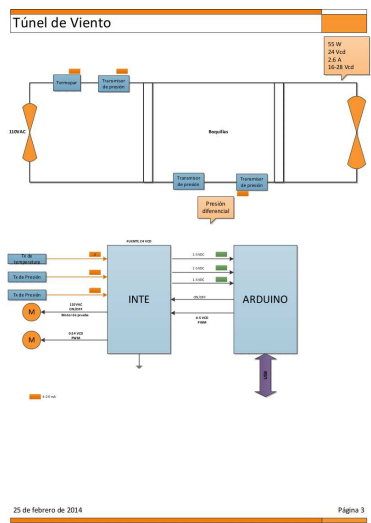 Túnel de Viento
55 W
24 Vcd
2.6 A
16-28 Vcd
Termopar
Transmisor
de presión
110VAC
Boquillas
Transmisor
de presión
Transmisor
de presión
Presión
diferencial
FUENTE 24 VCD
Tx de
temperatura
Tx de Presión
Tx de Presión
INTE
ARDUINO
1-5 VDC
1-5 VDC
1-5 VDC
ON/OFF
0-5 VCD
PWM
M
110 VAC
ON/OFF
Motor de prueba
M
0-24 VCD
PWM
USB
4-20 mA
25 de febrero de 2014
Página 3